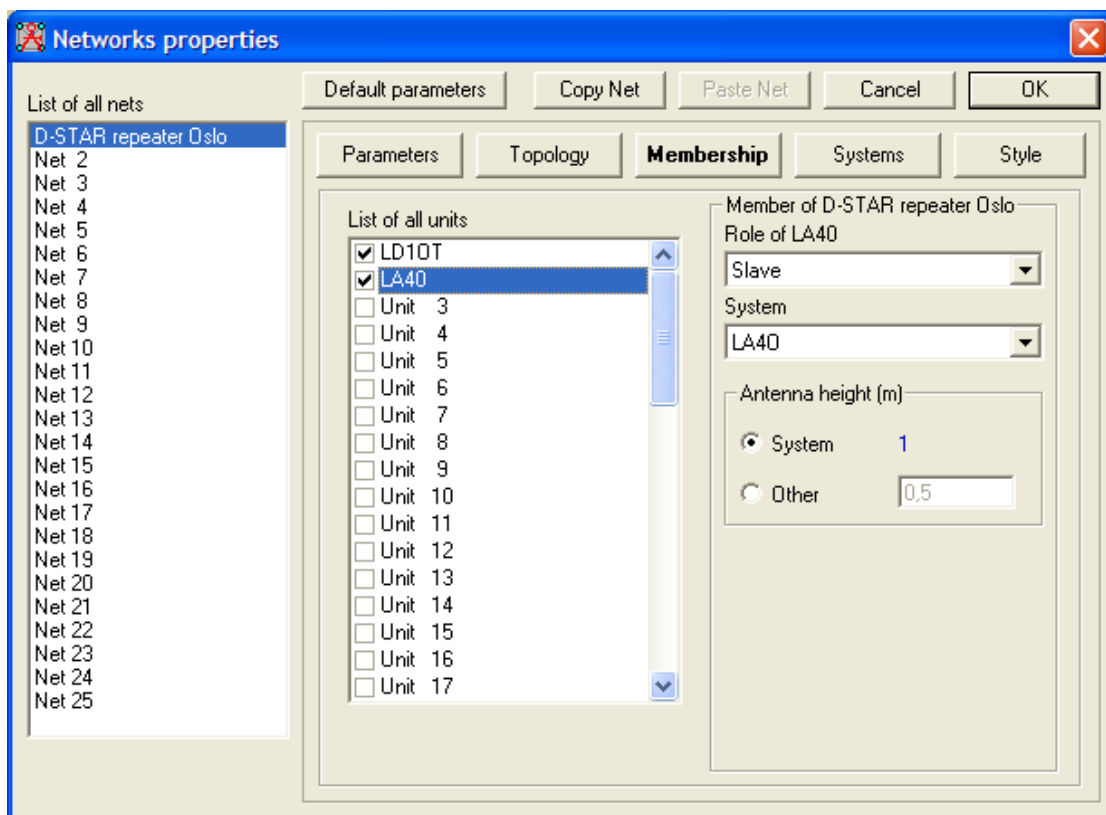 Networks properties
Default parameters Copy Net Paste Net Cancel OK
List of all nets
D-STAR repeater Oslo
Net 2
Net 3
Net 4
Net 5
Net 6
Net 7
Net 8
Net 9
Net 10
Net 11
Net 12
Net 13
Net 14
Net 15
Net 16
Net 17
Net 18
Net 19
Net 20
Net 21
Net 22
Net 23
Net 24
Net 25
Parameters Topology Membership Systems Style
List of all units
LD1OT
LA4O
Unit 3
Unit 4
Unit 5
Unit 6
Unit 7
Unit 8
Unit 9
Unit 10
Unit 11
Unit 12
Unit 13
Unit 14
Unit 15
Unit 16
Unit 17
Member of D-STAR repeater Oslo
Role of LA4O
Slave
System
LA4O
Antenna height (m)
System 1
Other 0,5